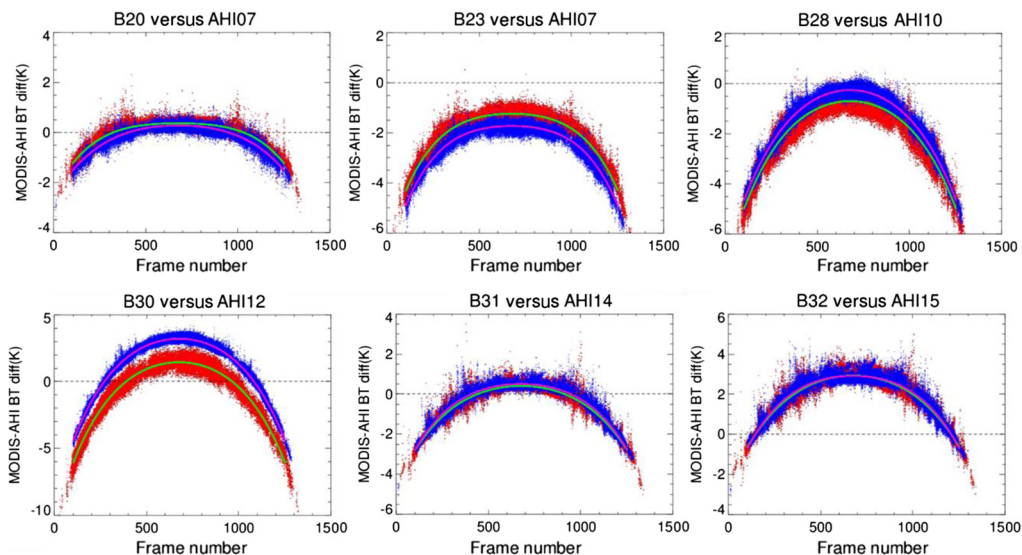 B20 versus AHI07
B23 versus AHI07
B28 versus AHI10
MODIS-AHI BT diff(K)
4
2
0
-2
-4
0 500 1000 1500
Frame number
MODIS-AHI BT diff(K)
2
0
-2
-4
-6
0 500 1000 1500
Frame number
MODIS-AHI BT diff(K)
2
0
-2
-4
-6
0 500 1000 1500
Frame number
B30 versus AHI12
B31 versus AHI14
B32 versus AHI15
MODIS-AHI BT diff(K)
5
0
-5
-10
0 500 1000 1500
Frame number
MODIS-AHI BT diff(K)
4
2
0
-2
-4
-6
0 500 1000 1500
Frame number
MODIS-AHI BT diff(K)
6
4
2
0
-2
-4
0 500 1000 1500
Frame number